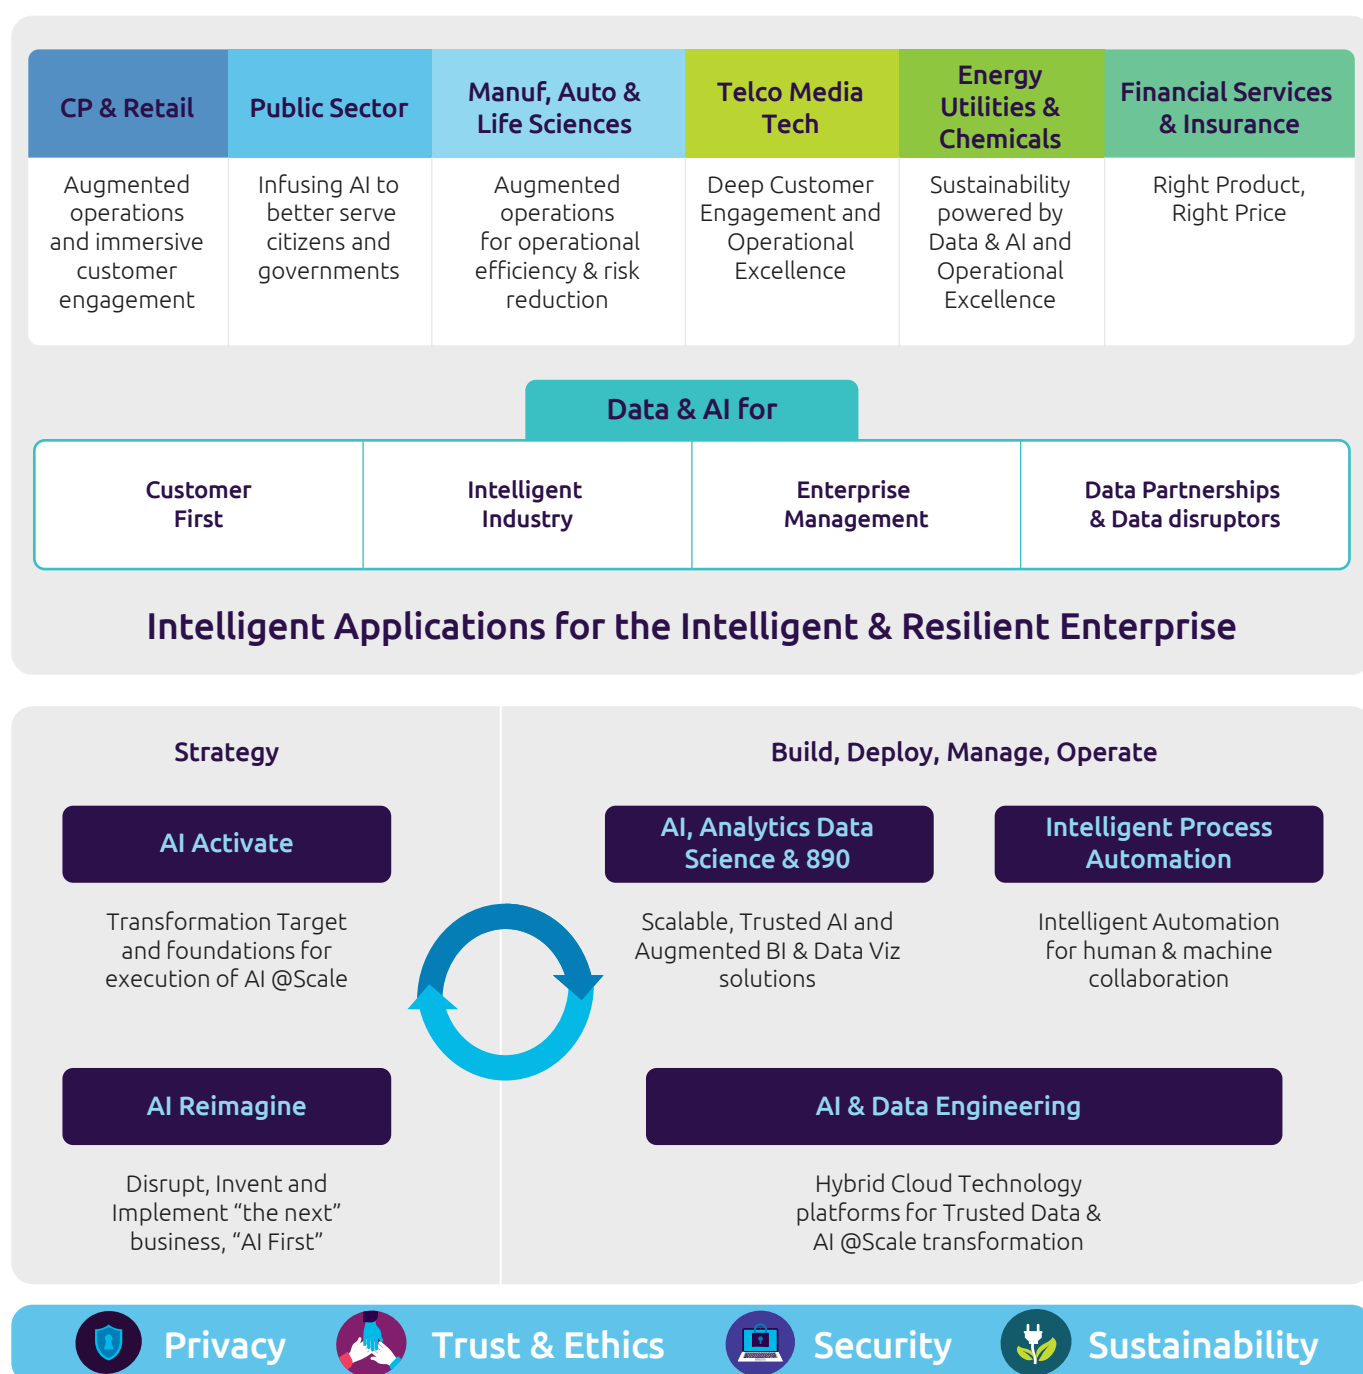 CP & Retail
Public Sector
Manuf, Auto &
Life Sciences
Telco Media
Tech
Energy
Utilities &
Chemicals
Financial Services
& Insurance
Augmented
operations
and immersive
customer
engagement
Infusing AI to
better serve
citizens and
governments
Augmented
operations
for operational
efficiency & risk
reduction
Deep Customer
Engagement and
Operational
Excellence
Sustainability
powered by
Data & AI and
Operational
Excellence
Right Product,
Right Price
Data & AI for
Customer
First
Intelligent
Industry
Enterprise
Management
Data Partnerships
& Data disruptors
Intelligent Applications for the Intelligent & Resilient Enterprise
Strategy
AI Activate
Transformation Target
and foundations for
execution of AI @Scale
AI Reimagine
Disrupt, Invent and
Implement “the next”
business, “AI First”
Build, Deploy, Manage, Operate
AI, Analytics Data
Science & 890
Scalable, Trusted AI and
Augmented BI & Data Viz
solutions
Intelligent Process
Automation
Intelligent Automation
for human & machine
collaboration
AI & Data Engineering
Hybrid Cloud Technology
platforms for Trusted Data &
AI @Scale transformation
Privacy
Trust & Ethics
Security
Sustainability